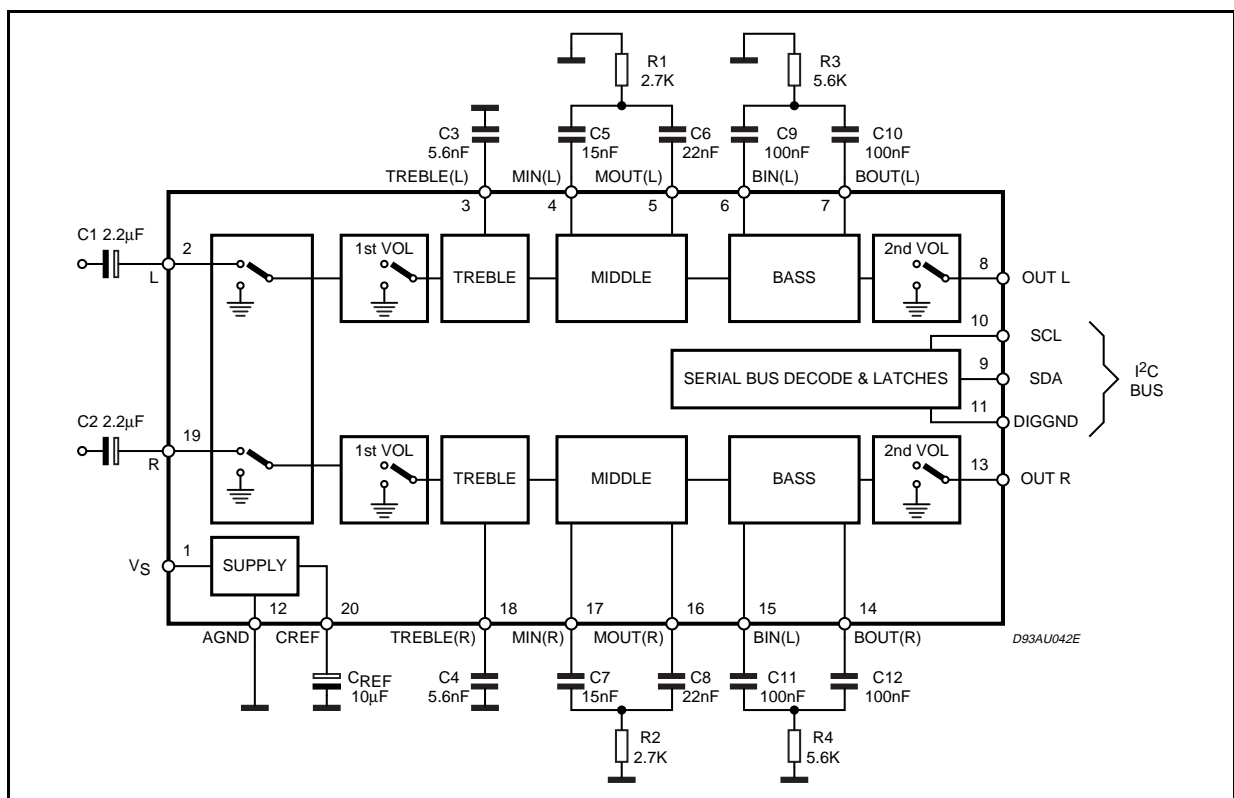 R1
2.7K
R3
5.6K
C3
5.6nF
C5
15nF
C6
22nF
C9
100nF
C10
100nF
TREBLE(L)
MIN(L)
MOUT(L)
BIN(L)
BOUT(L)
3
4
5
6
7
C1 2.2μF
2
L
1st VOL
TREBLE
MIDDLE
BASS
2nd VOL
8
OUT L
10
SCL
SERIAL BUS DECODE & LATCHES
9
SDA
I²C
BUS
11
DIGGND
C2 2.2μF
19
R
1st VOL
TREBLE
MIDDLE
BASS
2nd VOL
13
OUT R
VS
1
SUPPLY
12
20
18
17
16
15
14
AGND
CREF
TREBLE(R)
MIN(R)
MOUT(R)
BIN(L)
BOUT(R)
D93AU042E
CREF
10μF
C4
5.6nF
C7
15nF
C8
22nF
C11
100nF
C12
100nF
R2
2.7K
R4
5.6K